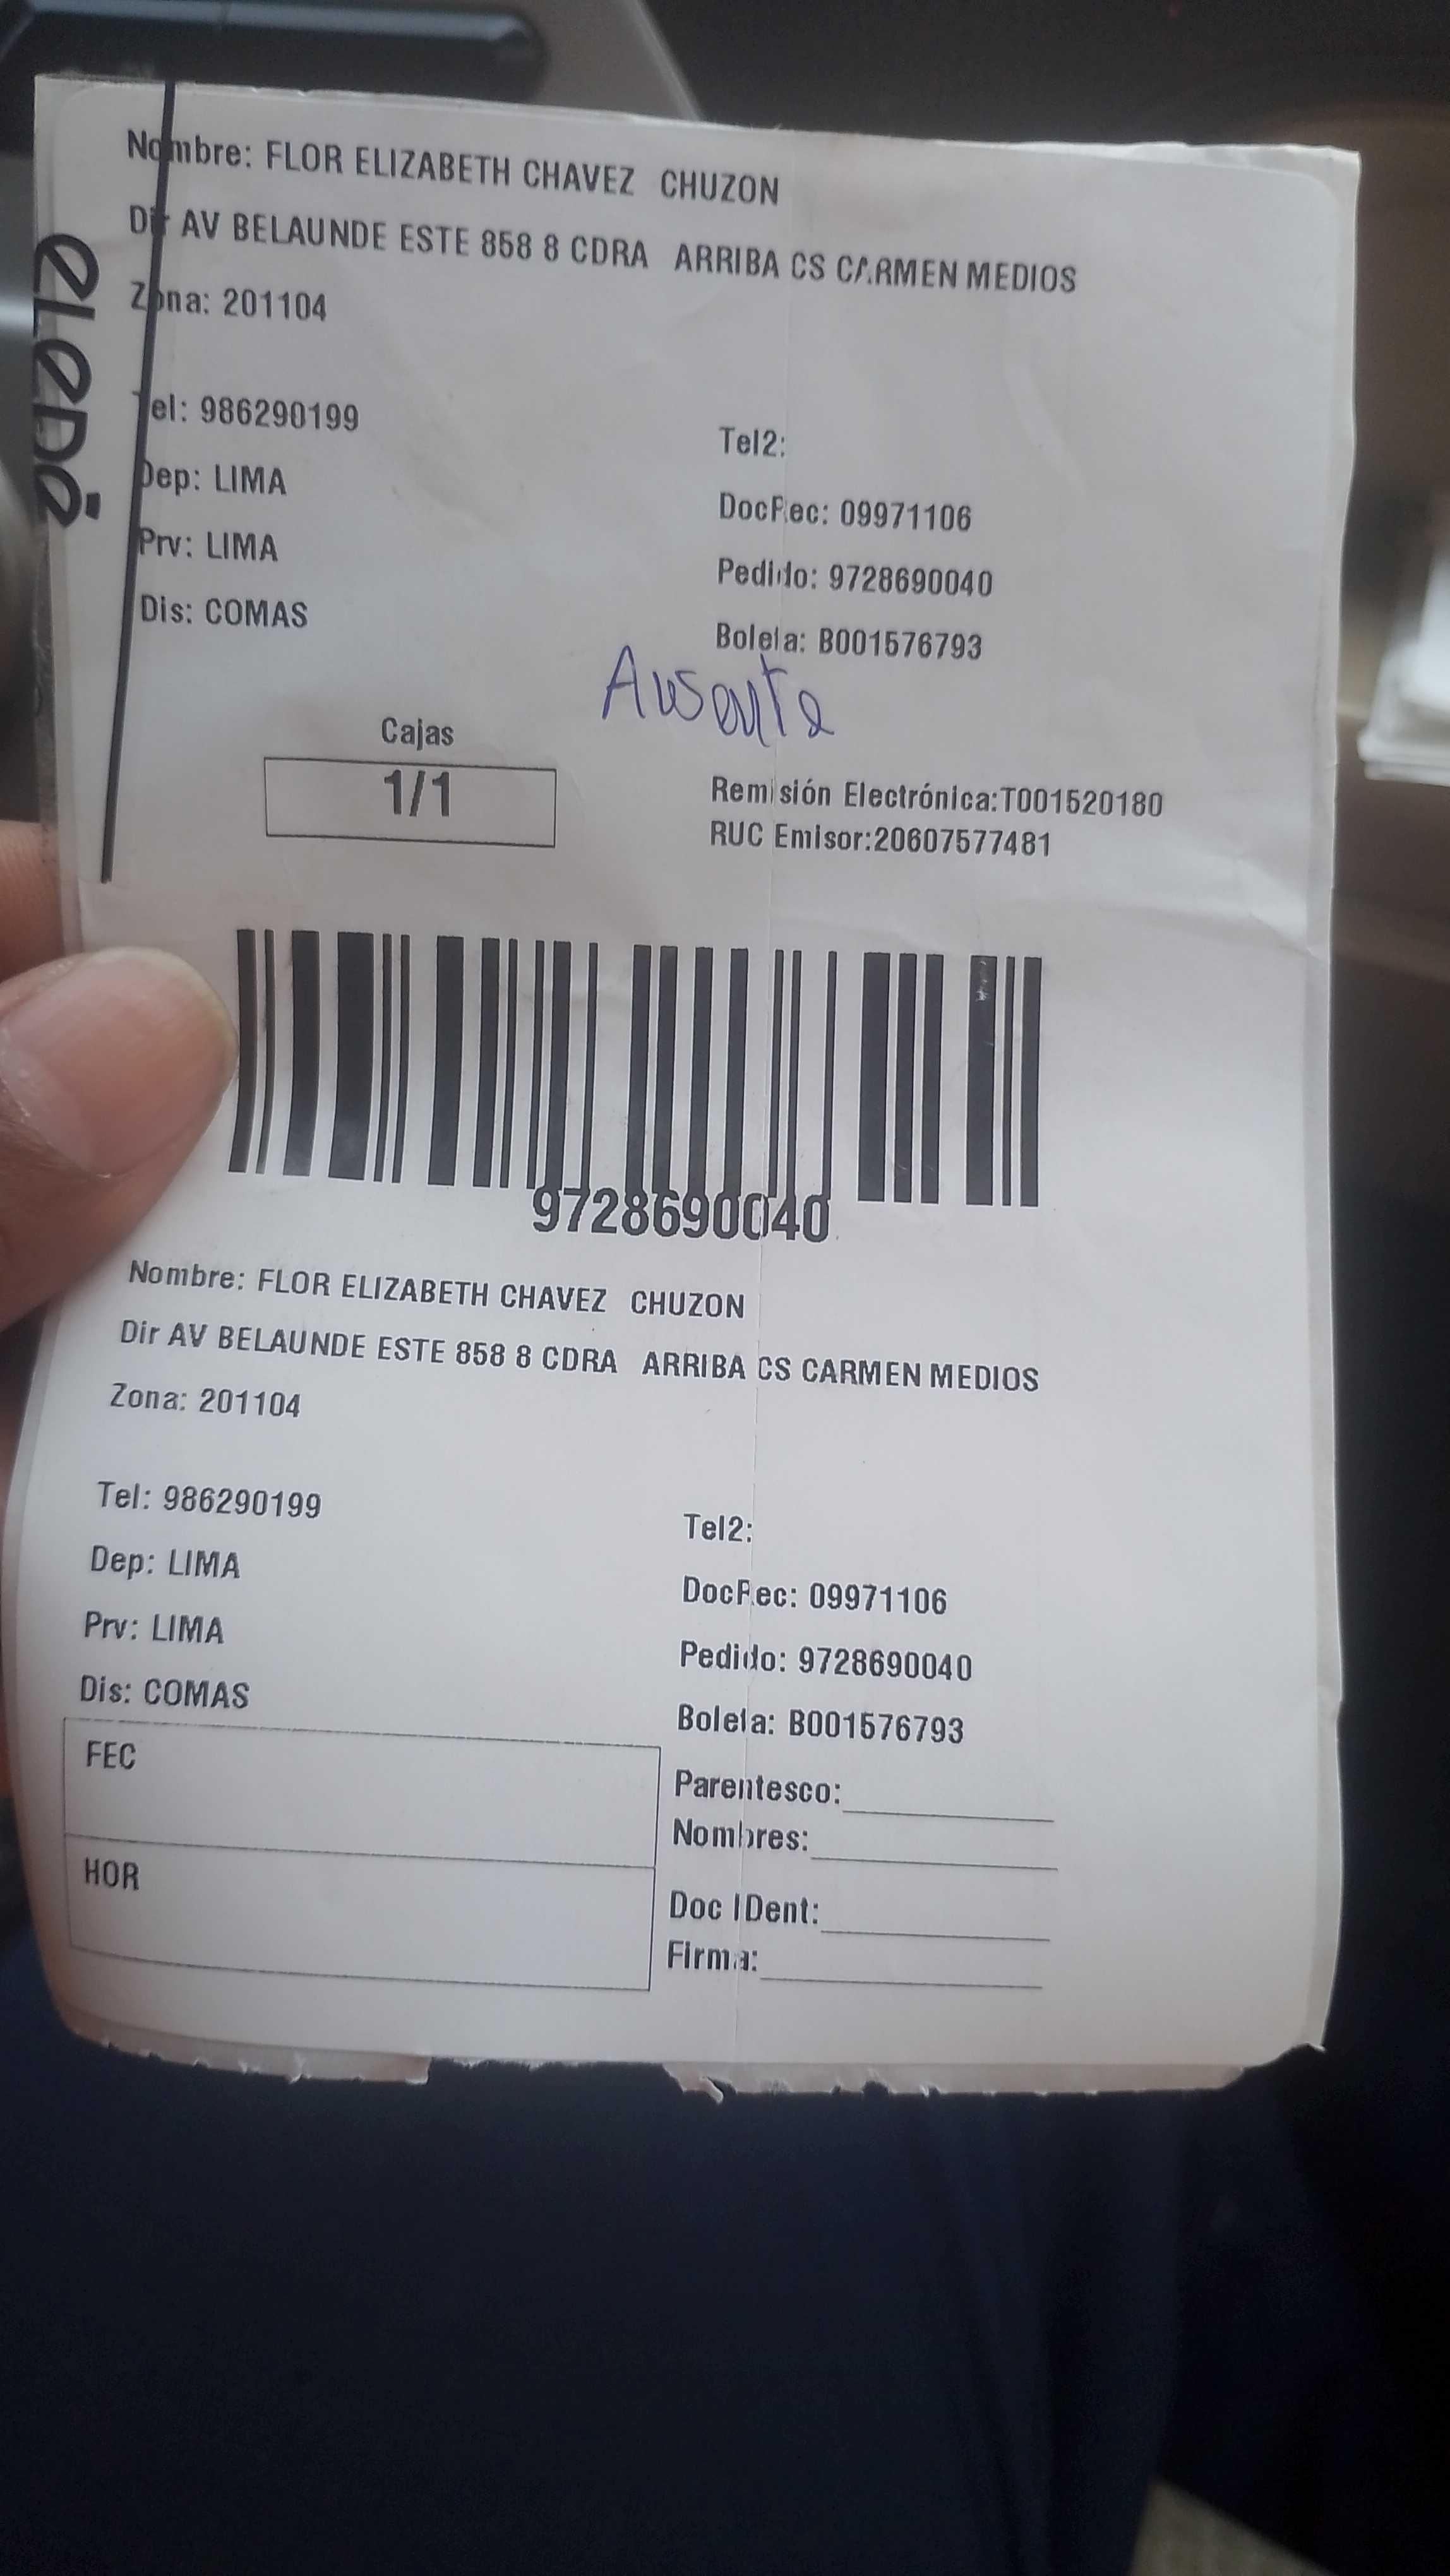 Nombre: FLOR ELIZABETH CHAVEZ CHUZON
Dir AV BELAUNDE ESTE 858 8 CDRA ARRIBA CS CARMEN MEDIOS
Zona: 201104
Tel: 986290199
Tel2:
Dep: LIMA
DocRec: 09971106
Prv: LIMA
Pedido: 9728690040
Dis: COMAS
Boleta: B001576793
Ausente
Cajas
1/1
Remisión Electrónica:T001520180
RUC Emisor:20607577481
9728690040
Nombre: FLOR ELIZABETH CHAVEZ CHUZON
Dir AV BELAUNDE ESTE 858 8 CDRA ARRIBA CS CARMEN MEDIOS
Zona: 201104
Tel: 986290199
Tel2:
Dep: LIMA
DocRec: 09971106
Prv: LIMA
Pedido: 9728690040
Dis: COMAS
Boleta: B001576793
FEC
Parentesco:
Nombres:
HOR
Doc IDent:
Firma: